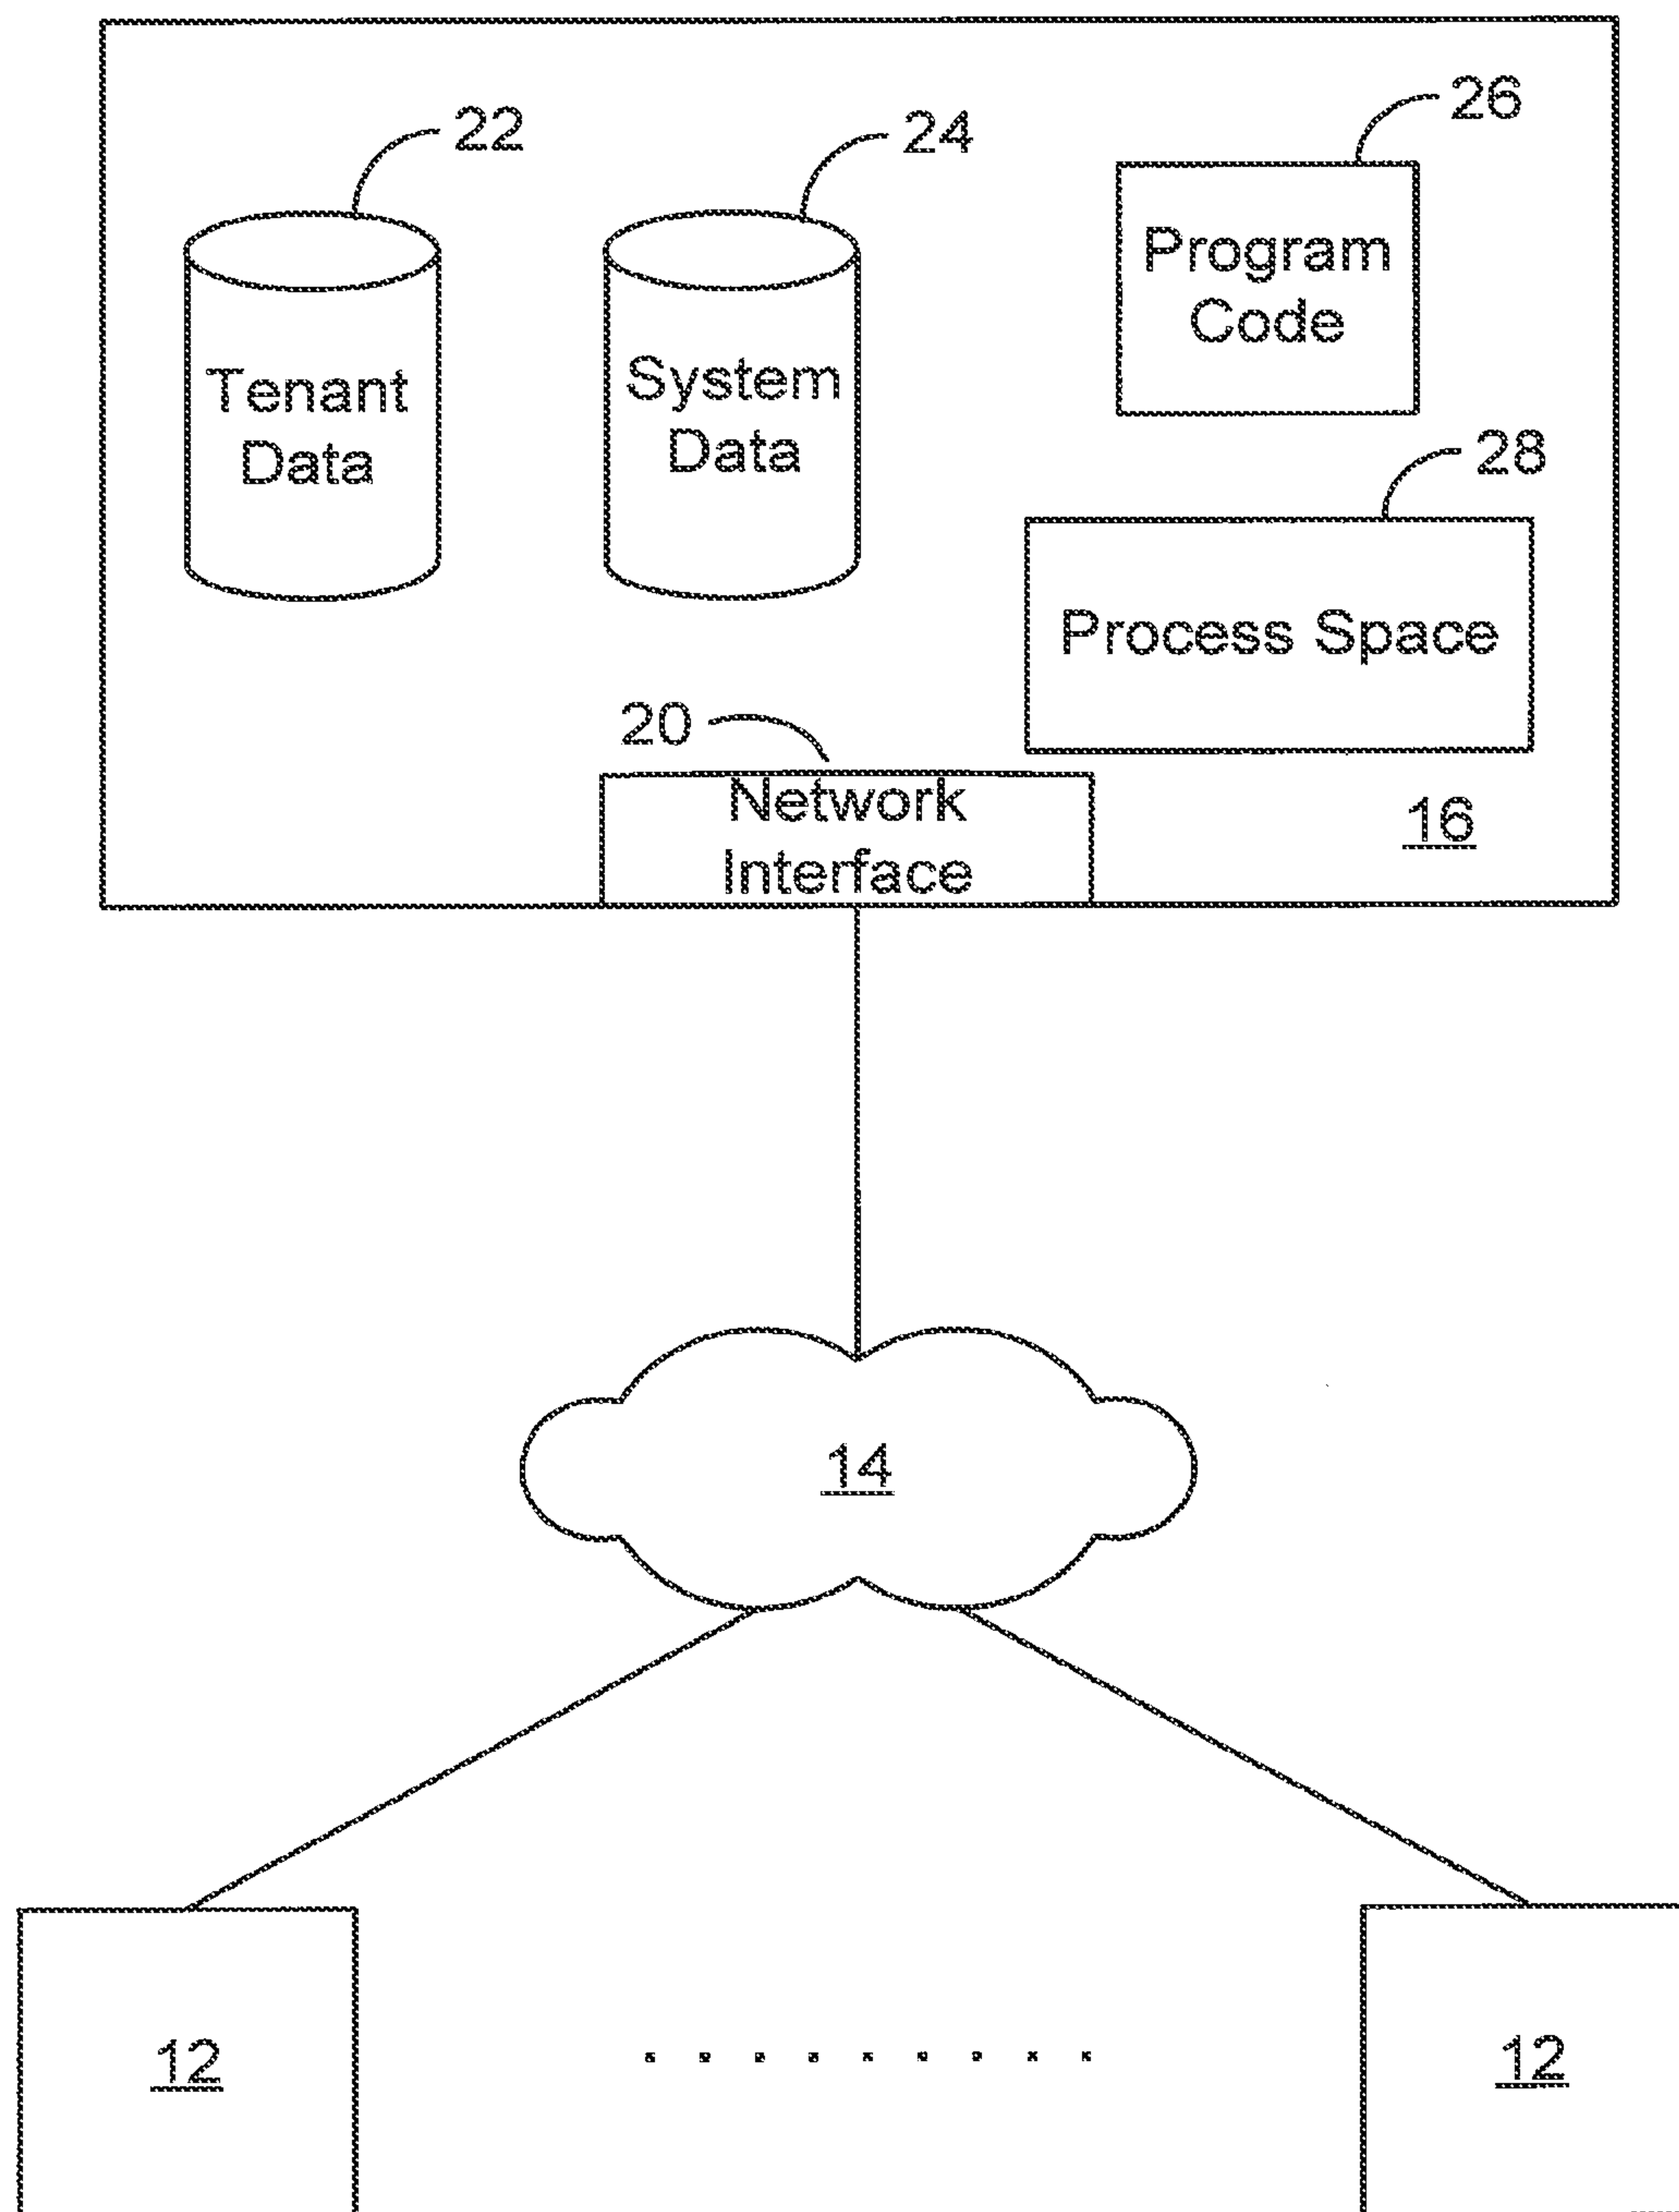 22
24
26
Tenant
Data
System
Data
Program
Code
28
Process Space
20
Network
Interface
16
14
12
12